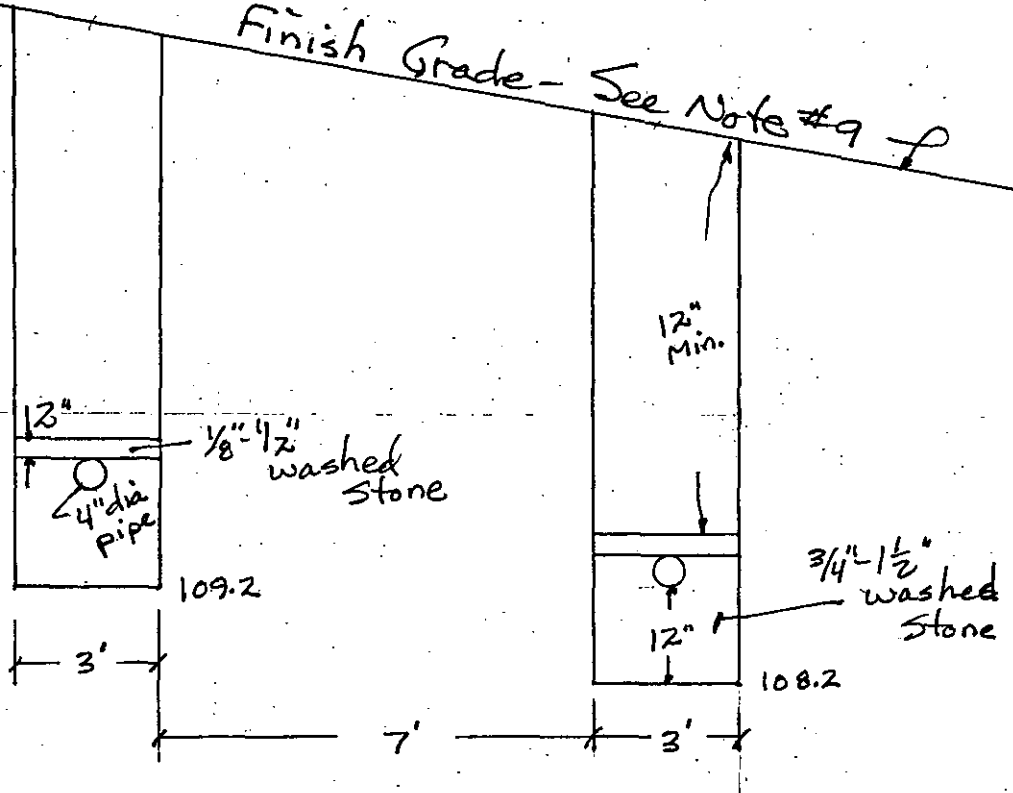 Finish Grade - See Note #9
12"
Min.
2"
1/8"-1/2"
washed
stone
4" dia
pipe
109.2
3/4"-1 1/2"
washed
stone
12"
108.2
3'
7'
3'